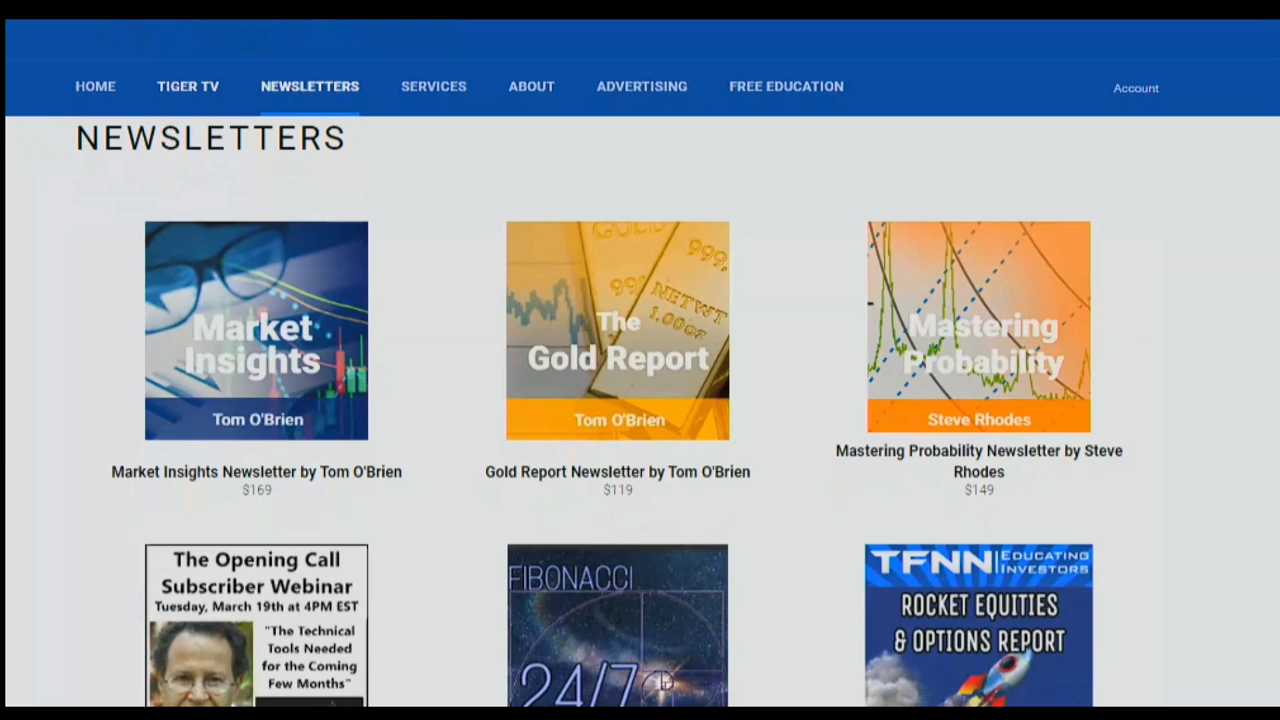 HOME TIGER TV NEWSLETTERS SERVICES ABOUT ADVERTISING FREE EDUCATION Account
NEWSLETTERS
Market
Insights
Tom O'Brien
Market Insights Newsletter by Tom O'Brien
$169
GOLD
999.
999
NETWT
1.00oz
The
Gold Report
Tom O'Brien
Gold Report Newsletter by Tom O'Brien
$119
Mastering
Probability
Steve Rhodes
Mastering Probability Newsletter by Steve
Rhodes
$149
The Opening Call
Subscriber Webinar
Tuesday, March 19th at 4PM EST
"The Technical
Tools Needed
for the Coming
Few Months"
FIBONACCI
24/7
TFNN EDUCATING
INVESTORS
ROCKET EQUITIES
& OPTIONS REPORT